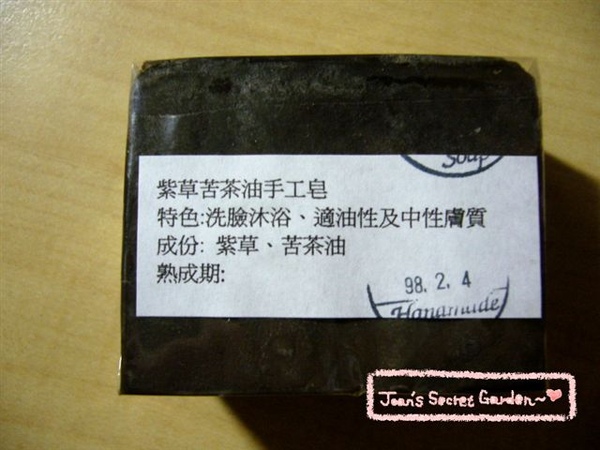 Soap
紫草苦茶油手工皂
特色:洗臉沐浴、適油性及中性膚質
成份: 紫草、苦茶油
熟成期:
98. 2. 4
Handmade
Jean's Secret Garden~